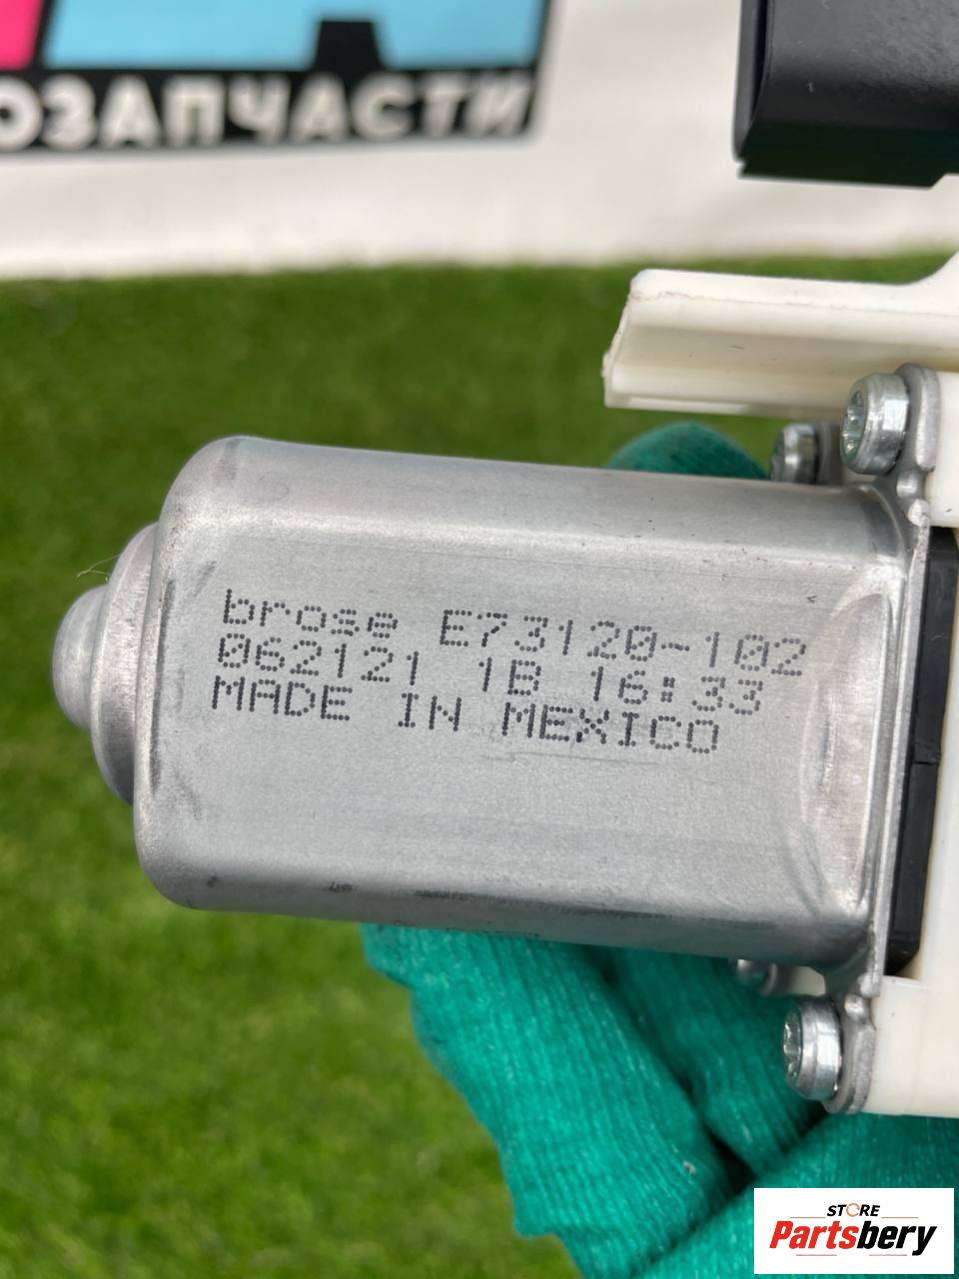 ОЗАПЧАСТИ
brose E73120-102
062121 1B 16:33
MADE IN MEXICO
STORE
Partsbery